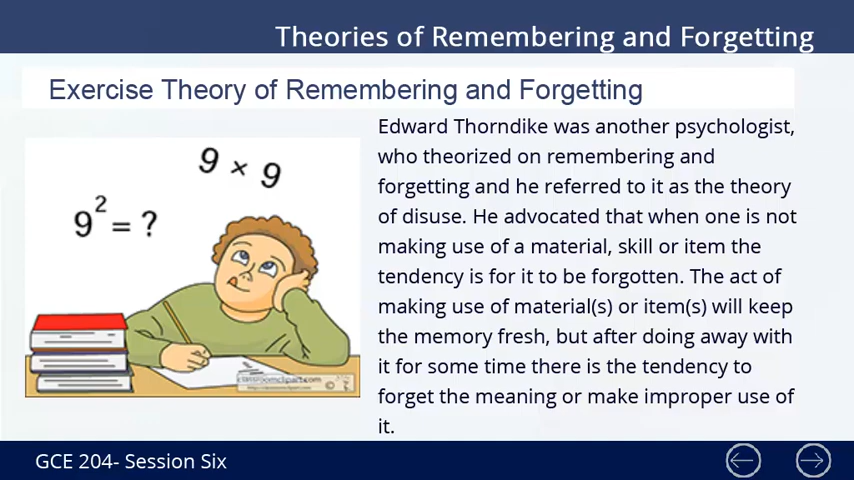 Theories of Remembering and Forgetting
Exercise Theory of Remembering and Forgetting
9 × 9
9² = ?
classroomclipart.com
Edward Thorndike was another psychologist,
who theorized on remembering and
forgetting and he referred to it as the theory
of disuse. He advocated that when one is not
making use of a material, skill or item the
tendency is for it to be forgotten. The act of
making use of material(s) or item(s) will keep
the memory fresh, but after doing away with
it for some time there is the tendency to
forget the meaning or make improper use of
it.
GCE 204- Session Six